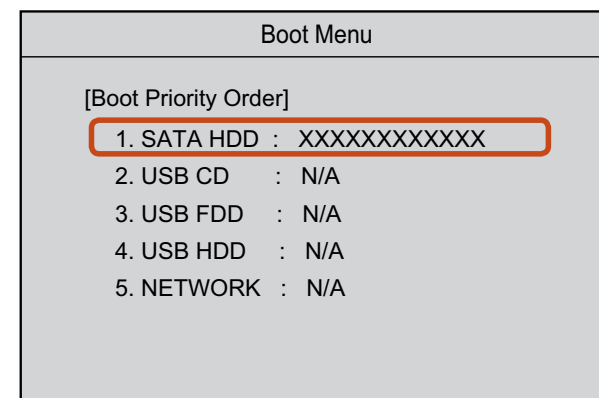 Boot Menu
[Boot Priority Order]
1. SATA HDD : XXXXXXXXXXXX
2. USB CD : N/A
3. USB FDD : N/A
4. USB HDD : N/A
5. NETWORK : N/A